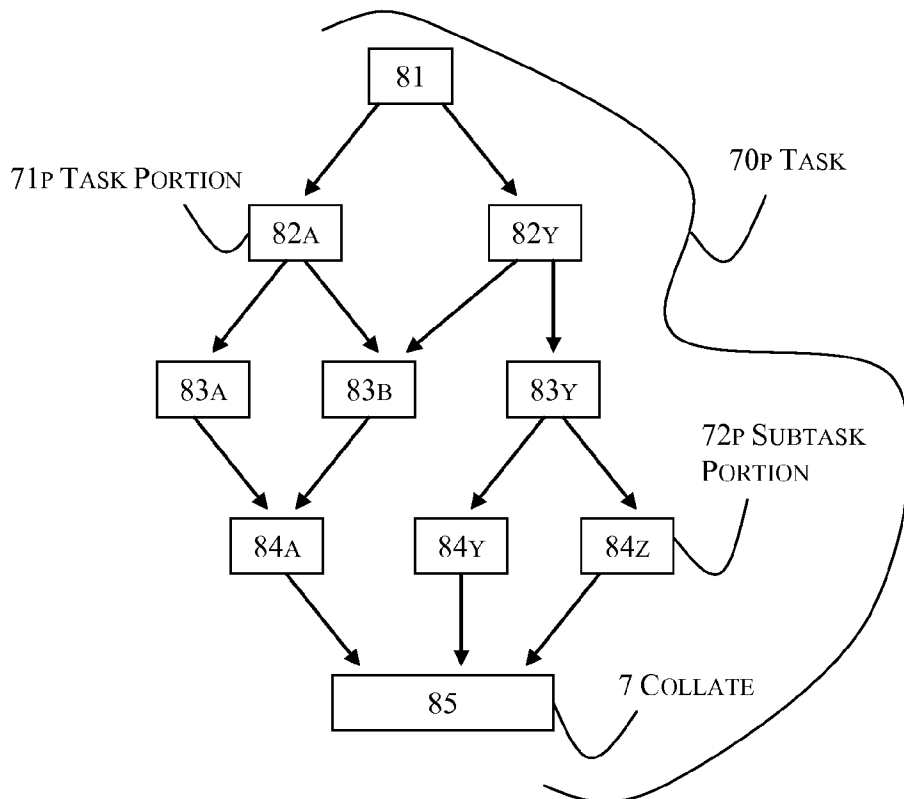 81
71P TASK PORTION
70P TASK
82A
82Y
83A
83B
83Y
72P SUBTASK
PORTION
84A
84Y
84Z
7 COLLATE
85